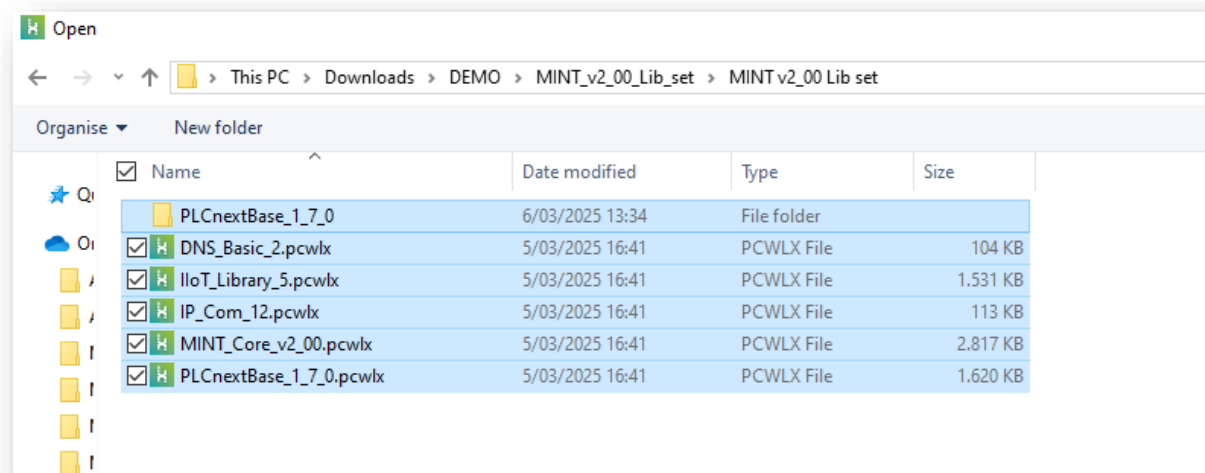 Open
This PC > Downloads > DEMO > MINT_v2_00_Lib_set > MINT v2_00 Lib set
Organise New folder
Name Date modified Type Size
PLCnextBase_1_7_0 6/03/2025 13:34 File folder
DNS_Basic_2.pcwlx 5/03/2025 16:41 PCWLX File 104 KB
IIoT_Library_5.pcwlx 5/03/2025 16:41 PCWLX File 1.531 KB
IP_Com_12.pcwlx 5/03/2025 16:41 PCWLX File 113 KB
MINT_Core_v2_00.pcwlx 5/03/2025 16:41 PCWLX File 2.817 KB
PLCnextBase_1_7_0.pcwlx 5/03/2025 16:41 PCWLX File 1.620 KB